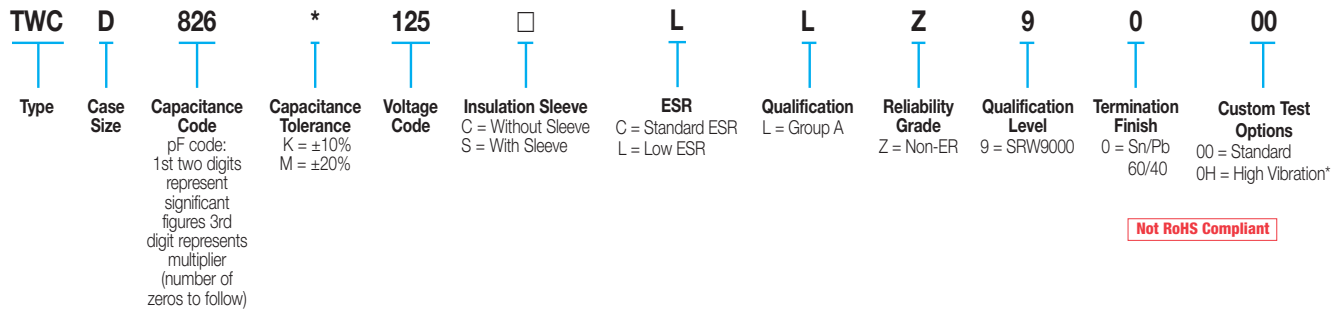 TWC D 826 * 125 □ L L Z 9 0 00
Type
Case
Size
Capacitance
Code
pF code:
1st two digits
represent
significant
figures 3rd
digit represents
multiplier
(number of
zeros to follow)
Capacitance
Tolerance
K = ±10%
M = ±20%
Voltage
Code
Insulation Sleeve
C = Without Sleeve
S = With Sleeve
ESR
C = Standard ESR
L = Low ESR
Qualification
L = Group A
Reliability
Grade
Z = Non-ER
Qualification
Level
9 = SRW9000
Termination
Finish
0 = Sn/Pb
60/40
Custom Test
Options
00 = Standard
0H = High Vibration*
Not RoHS Compliant